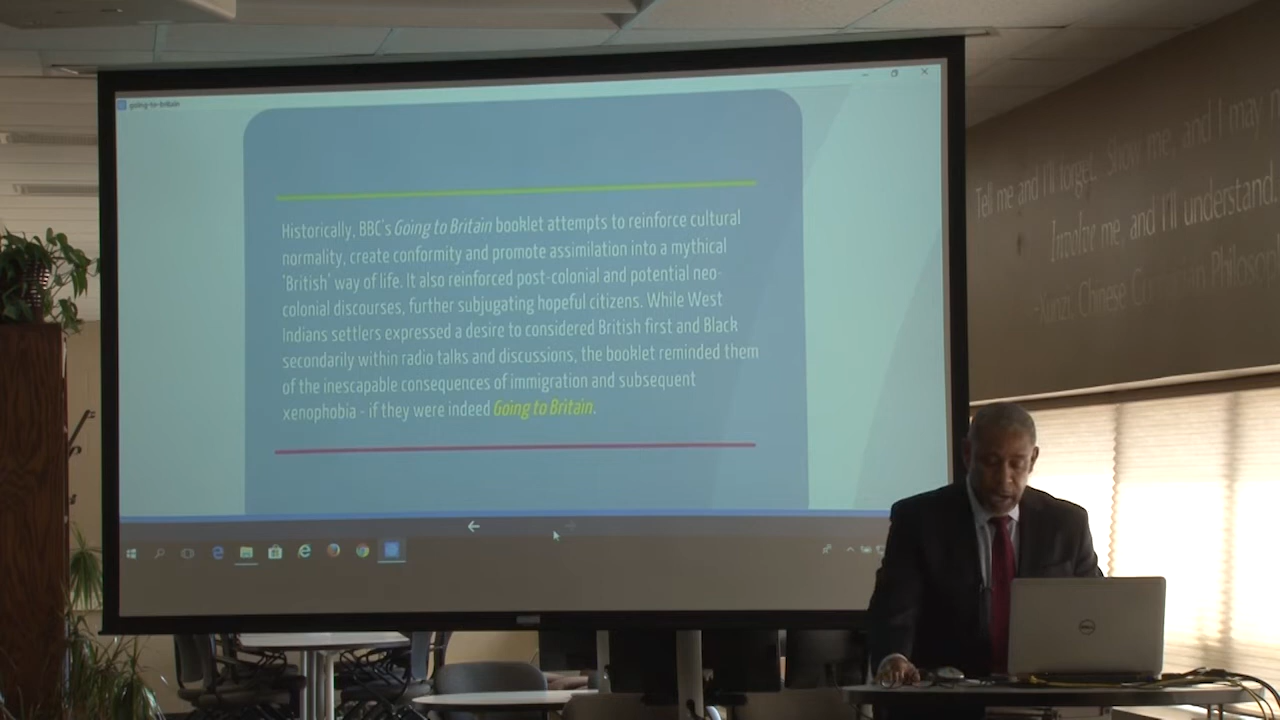 going-to-britain
Historically, BBC's Going to Britain booklet attempts to reinforce cultural
normality, create conformity and promote assimilation into a mythical
'British' way of life. It also reinforced post-colonial and potential neo-
colonial discourses, further subjugating hopeful citizens. While West
Indians settlers expressed a desire to considered British first and Black
secondarily within radio talks and discussions, the booklet reminded them
of the inescapable consequences of immigration and subsequent
xenophobia - if they were indeed Going to Britain.
Tell me and I'll forget. Show me, and I may
Involve me, and I'll understand.
-Xunzi, Chinese Confucian Philosoph
DELL